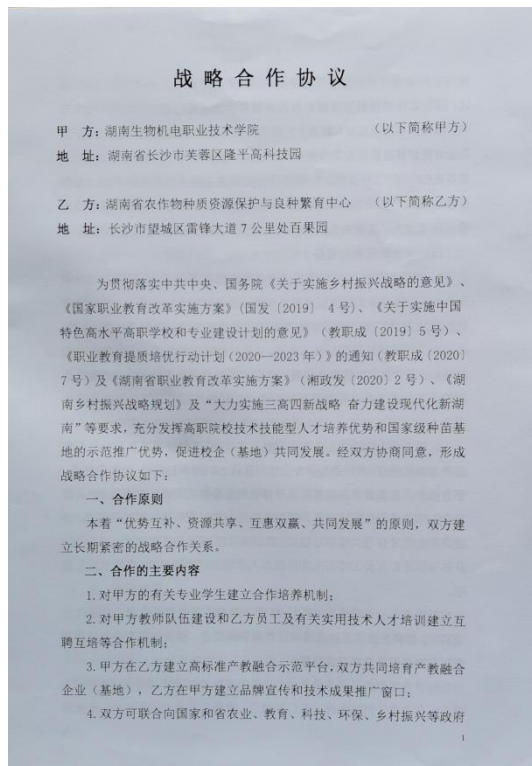 战略合作协议
甲 方：湖南生物机电职业技术学院 （以下简称甲方）
地 址：湖南省长沙市芙蓉区隆平高科技园
乙 方：湖南省农作物种质资源保护与良种繁育中心 （以下简称乙方）
地 址：长沙市望城区雷锋大道 7 公里处百果园
为贯彻落实中共中央、国务院《关于实施乡村振兴战略的意见》、
《国家职业教育改革实施方案》(国发〔2019〕 4 号)、《关于实施中国
特色高水平高职学校和专业建设计划的意见》（教职成〔2019〕5 号）、
《职业教育提质培优行动计划（2020—2023 年）》的通知（教职成〔2020〕
7 号）及《湖南省职业教育改革实施方案》（湘政发〔2020〕2 号）、《湖
南乡村振兴战略规划》及“大力实施三高四新战略 奋力建设现代化新湖
南”等要求，充分发挥高职院校技术技能型人才培养优势和国家级种苗基
地的示范推广优势，促进校企（基地）共同发展。经双方协商同意，形成
战略合作协议如下：
一、合作原则
本着“优势互补、资源共享、互惠双赢、共同发展”的原则，双方建
立长期紧密的战略合作关系。
二、合作的主要内容
1.对甲方的有关专业学生建立合作培养机制；
2.对甲方教师队伍建设和乙方员工及有关实用技术人才培训建立互
聘互培等合作机制；
3.甲方在乙方建立高标准产教融合示范平台，双方共同培育产教融合
企业（基地），乙方在甲方建立品牌宣传和技术成果推广窗口；
4.双方可联合向国家和省农业、教育、科技、环保、乡村振兴等政府
1